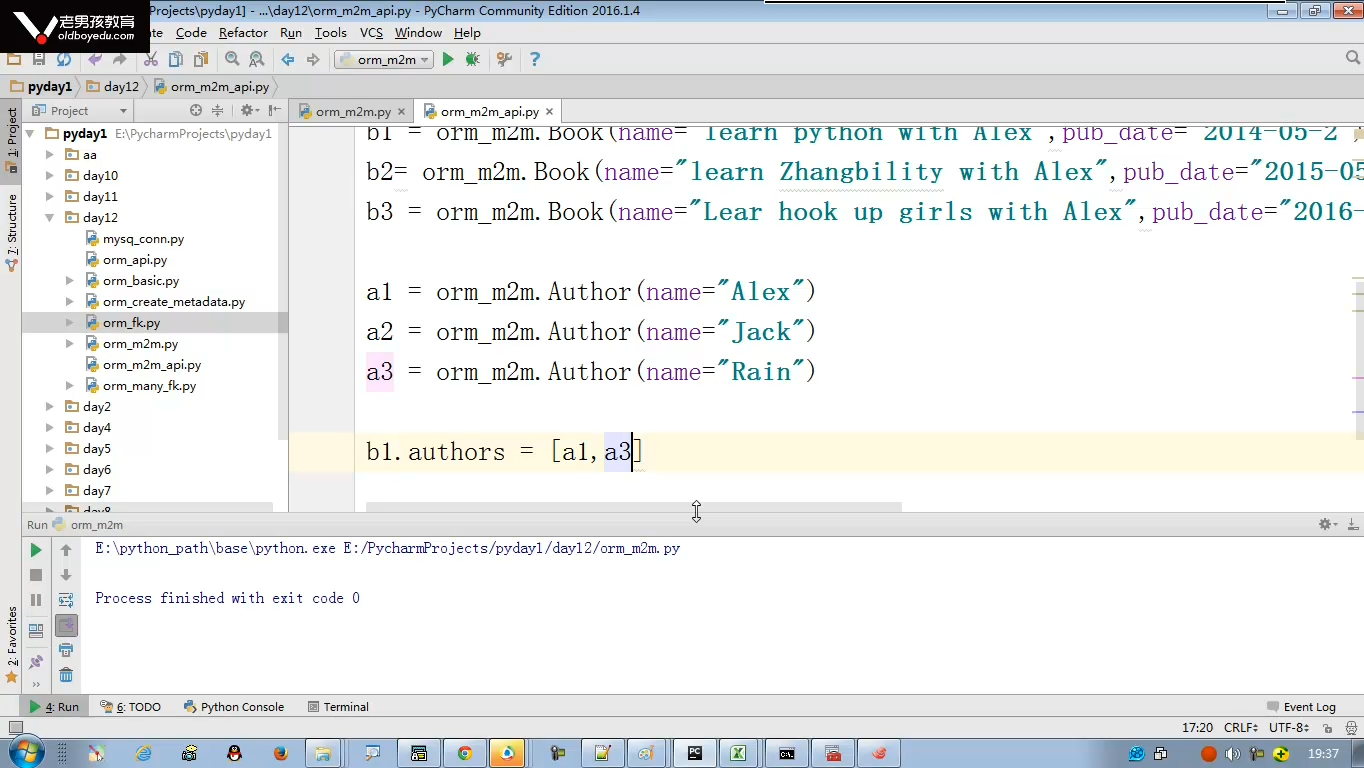 老男孩教育
oldboyedu.com
Projects\pyday1] - ...\day12\orm_m2m_api.py - PyCharm Community Edition 2016.1.4
ate Code Refactor Run Tools VCS Window Help
orm_m2m
pyday1 day12 orm_m2m_api.py
Project
orm_m2m.py
orm_m2m_api.py
1: Project
7: Structure
2: Favorites
pyday1 E:\PycharmProjects\pyday1
aa
day10
day11
day12
mysq_conn.py
orm_api.py
orm_basic.py
orm_create_metadata.py
orm_fk.py
orm_m2m.py
orm_m2m_api.py
orm_many_fk.py
day2
day4
day5
day6
day7
day8
b1 = orm_m2m.Book(name="learn python with Alex",pub_date="2014-05-2
b2= orm_m2m.Book(name="learn Zhangbility with Alex",pub_date="2015-05
b3 = orm_m2m.Book(name="Lear hook up girls with Alex",pub_date="2016-
a1 = orm_m2m.Author(name="Alex")
a2 = orm_m2m.Author(name="Jack")
a3 = orm_m2m.Author(name="Rain")
b1.authors = [a1,a3]
Run orm_m2m
E:\python_path\base\python.exe E:/PycharmProjects/pyday1/day12/orm_m2m.py
Process finished with exit code 0
4: Run 6: TODO Python Console Terminal Event Log
17:20 CRLF UTF-8
19:37